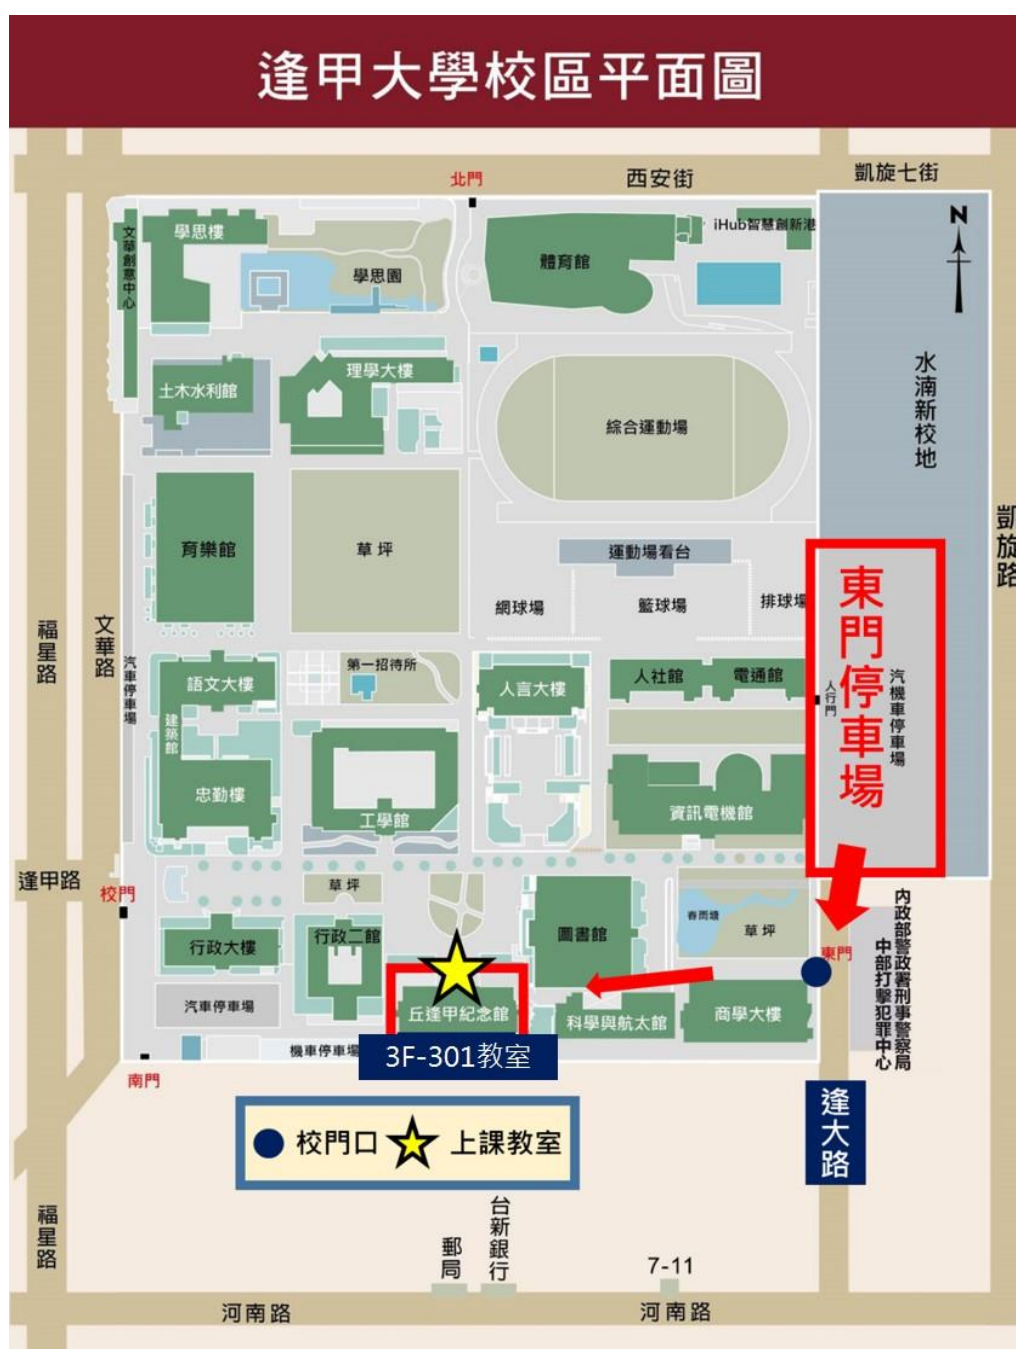 逢甲大學校區平面圖
北門
西安街
凱旋七街
文華創意中心
學思樓
學思園
體育館
iHub智慧創新港
N
土木水利館
理學大樓
綜合運動場
水湳新校地
凱旋路
育樂館
草坪
運動場看台
網球場
籃球場
排球場
東門停車場
福星路
文華路
汽車停車場
語文大樓
建築館
第一招待所
人言大樓
人社館
電通館
人行門
汽機車停車場
忠勤樓
工學館
資訊電機館
逢甲路
校門
草坪
行政大樓
行政二館
圖書館
春雨塘
草坪
東門
內政部警政署刑事警察局
中部打擊犯罪中心
汽車停車場
丘逢甲紀念館
科學與航太館
商學大樓
機車停車場
3F-301教室
南門
校門口
上課教室
逢大路
福星路
郵局
台新銀行
7-11
河南路
河南路